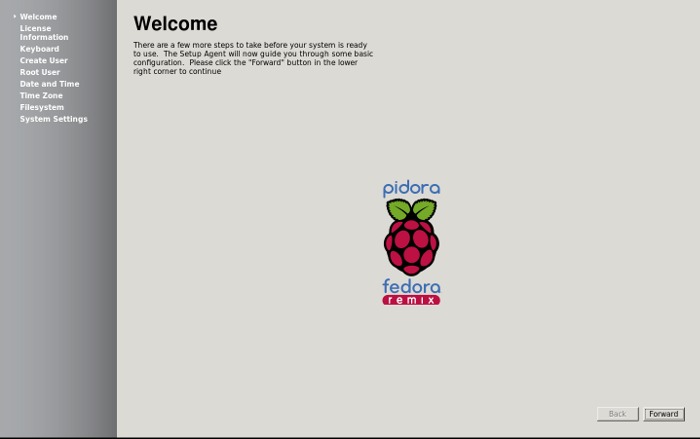 Welcome
License
Information
Keyboard
Create User
Root User
Date and Time
Time Zone
Filesystem
System Settings
Welcome
There are a few more steps to take before your system is ready
to use.  The Setup Agent will now guide you through some basic
configuration.  Please click the "Forward" button in the lower
right corner to continue
pidora
fedora
remix
Back
Forward